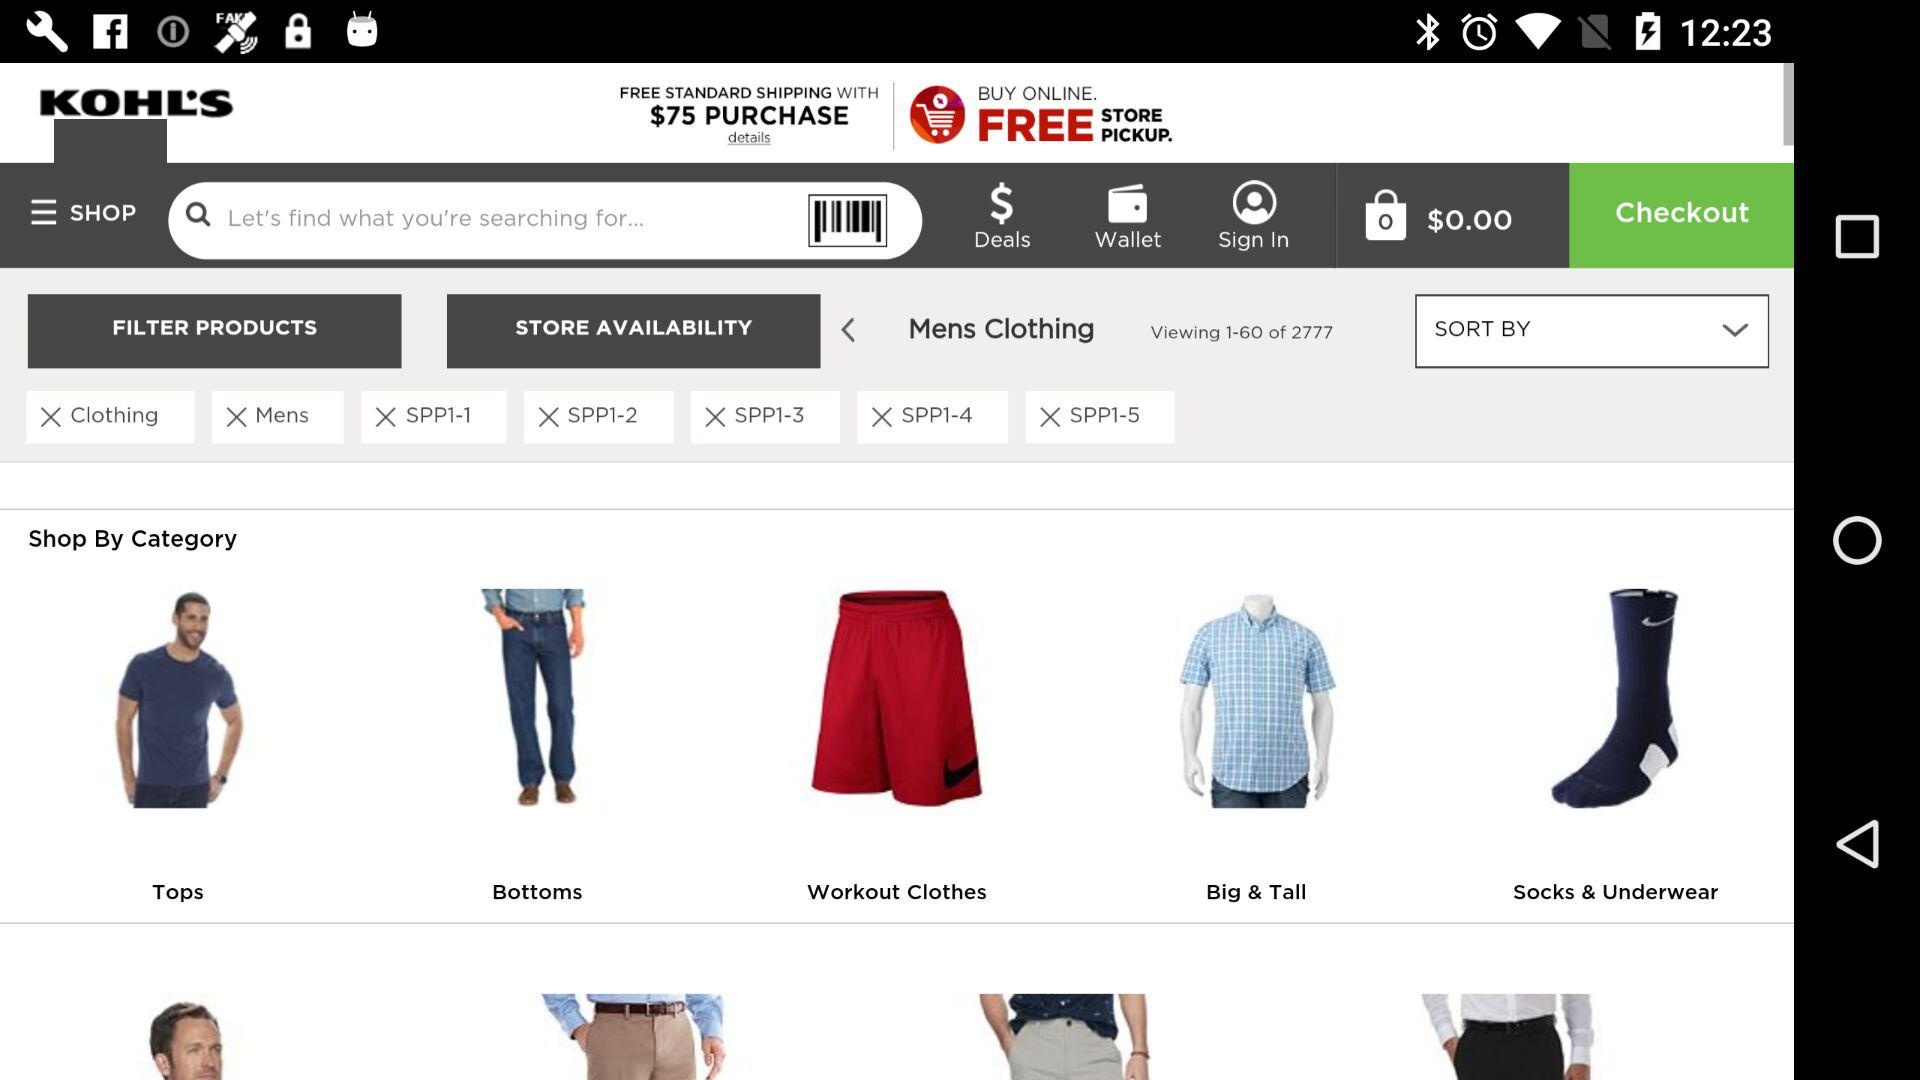 FAKE
12:23
KOHL'S
FREE STANDARD SHIPPING WITH
$75 PURCHASE
details
BUY ONLINE.
FREE STORE PICKUP.
SHOP
Let's find what you're searching for...
Deals
Wallet
Sign In
0
$0.00
Checkout
FILTER PRODUCTS
STORE AVAILABILITY
Mens Clothing
Viewing 1-60 of 2777
SORT BY
Clothing
Mens
SPP1-1
SPP1-2
SPP1-3
SPP1-4
SPP1-5
Shop By Category
Tops
Bottoms
Workout Clothes
Big & Tall
Socks & Underwear